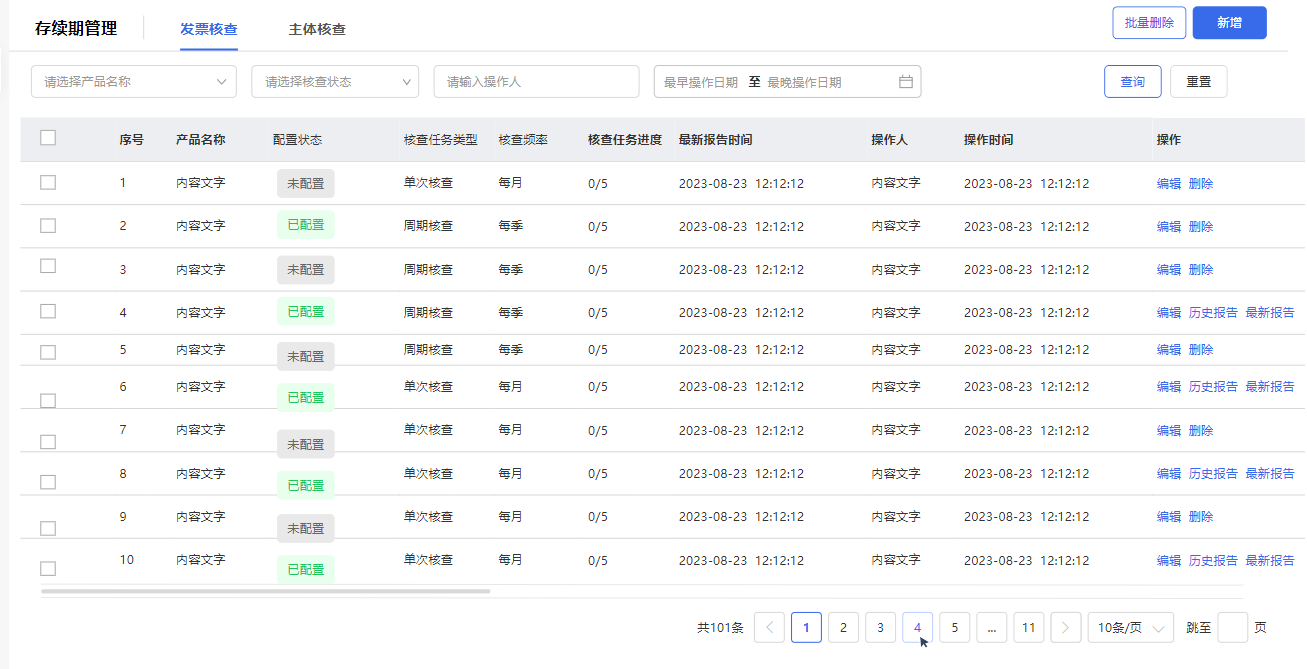 存续期管理 发票核查 主体核查 批量删除 新增
请选择产品名称 请选择核查状态 请输入操作人 最早操作日期 至 最晚操作日期 查询 重置
序号 产品名称 配置状态 核查任务类型 核查频率 核查任务进度 最新报告时间 操作人 操作时间 操作
1 内容文字 未配置 单次核查 每月 0/5 2023-08-23 12:12:12 内容文字 2023-08-23 12:12:12 编辑 删除
2 内容文字 已配置 周期核查 每季 0/5 2023-08-23 12:12:12 内容文字 2023-08-23 12:12:12 编辑 删除
3 内容文字 未配置 周期核查 每季 0/5 2023-08-23 12:12:12 内容文字 2023-08-23 12:12:12 编辑 删除
4 内容文字 已配置 周期核查 每季 0/5 2023-08-23 12:12:12 内容文字 2023-08-23 12:12:12 编辑 历史报告 最新报告
5 内容文字 未配置 周期核查 每季 0/5 2023-08-23 12:12:12 内容文字 2023-08-23 12:12:12 编辑 删除
6 内容文字 已配置 单次核查 每月 0/5 2023-08-23 12:12:12 内容文字 2023-08-23 12:12:12 编辑 历史报告 最新报告
7 内容文字 未配置 单次核查 每月 0/5 2023-08-23 12:12:12 内容文字 2023-08-23 12:12:12 编辑 删除
8 内容文字 已配置 单次核查 每月 0/5 2023-08-23 12:12:12 内容文字 2023-08-23 12:12:12 编辑 历史报告 最新报告
9 内容文字 未配置 单次核查 每月 0/5 2023-08-23 12:12:12 内容文字 2023-08-23 12:12:12 编辑 删除
10 内容文字 已配置 单次核查 每月 0/5 2023-08-23 12:12:12 内容文字 2023-08-23 12:12:12 编辑 历史报告 最新报告
共101条 1 2 3 4 5 ... 11 10条/页 跳至 页